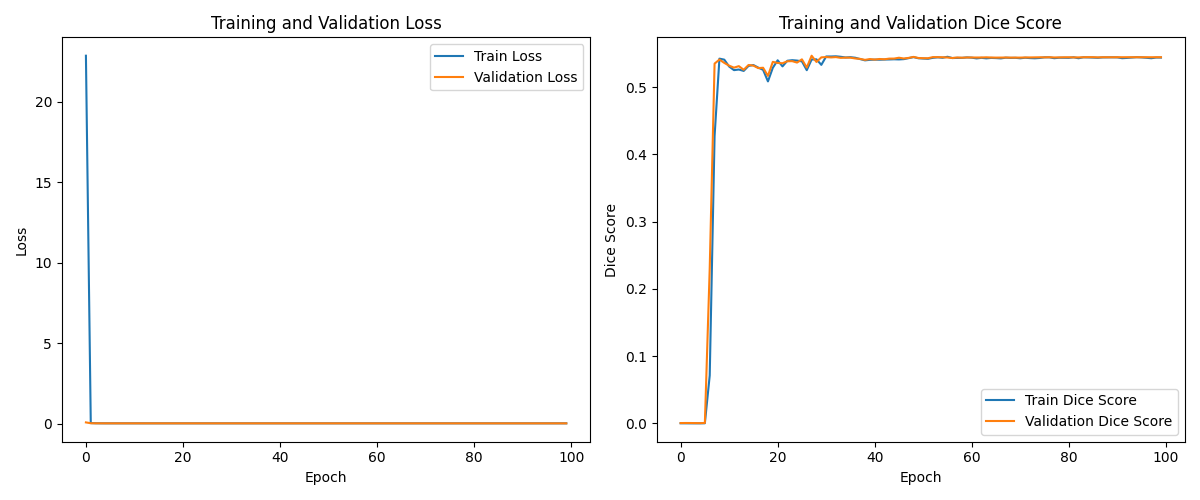 Training and Validation Loss
Train Loss
Validation Loss
20
15
10
5
0
Loss
0 20 40 60 80 100
Epoch
Training and Validation Dice Score
0.5
0.4
0.3
0.2
0.1
0.0
Dice Score
Train Dice Score
Validation Dice Score
0 20 40 60 80 100
Epoch